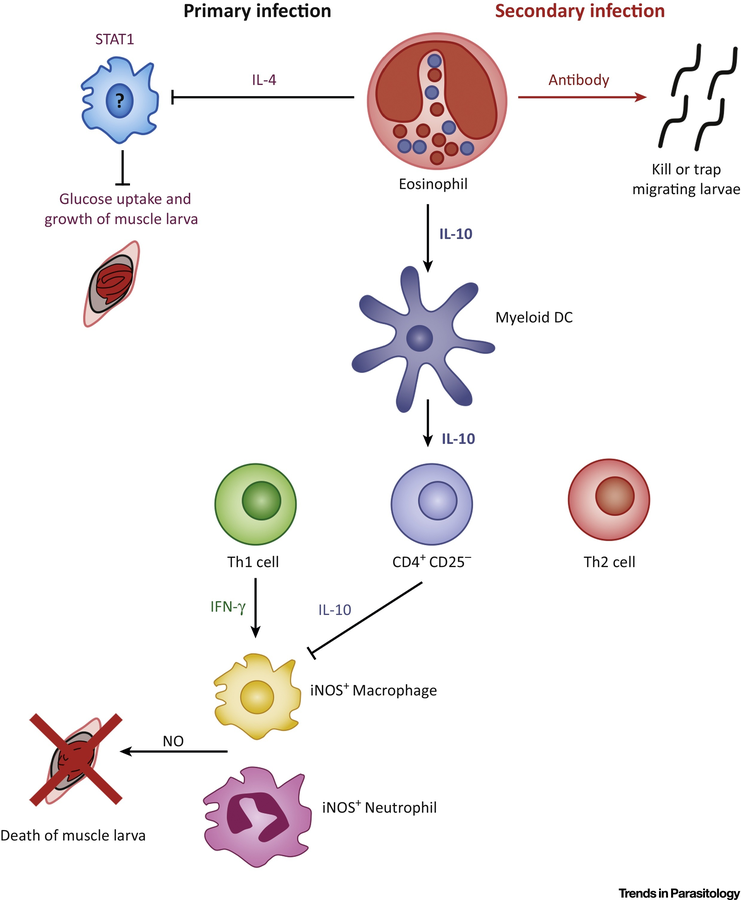 Primary infection
Secondary infection
STAT1
?
IL-4
Antibody
Eosinophil
Kill or trap
migrating larvae
Glucose uptake and
growth of muscle larva
IL-10
Myeloid DC
IL-10
Th1 cell
CD4⁺ CD25⁻
Th2 cell
IFN-γ
IL-10
iNOS⁺ Macrophage
NO
iNOS⁺ Neutrophil
Death of muscle larva
Trends in Parasitology